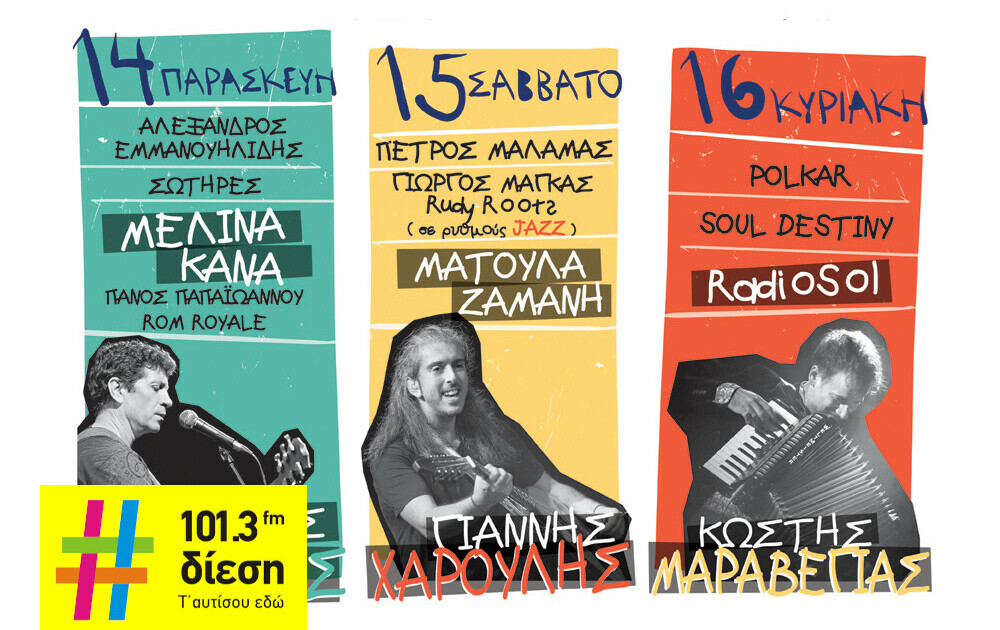 14 ΠΑΡΑΣΚΕΥΗ
ΑΛΕΞΑΝΔΡΟΣ
ΕΜΜΑΝΟΥΗΛΙΔΗΣ
ΣΩΤΗΡΕΣ
ΜΕΛΙΝΑ
ΚΑΝΑ
ΠΑΝΟΣ ΠΑΠΑΪΩΑΝΝΟΥ
ROM ROYALE
101.3 fm
δίεση
Τ'αυτίσου εδώ
15 ΣΑΒΒΑΤΟ
ΠΕΤΡΟΣ ΜΑΛΑΜΑΣ
ΓΙΩΡΓΟΣ ΜΑΓΚΑΣ
Rudy Roots
(σε ρυθμούς JAZZ)
ΜΑΤΟΥΛΑ
ΖΑΜΑΝΗ
ΓΙΑΝΝΗΣ
ΧΑΡΟΥΛΗΣ
16 ΚΥΡΙΑΚΗ
POLKAR
SOUL DESTINY
RadioSol
ΚΩΣΤΗΣ
ΜΑΡΑΒΕΓΙΑΣ